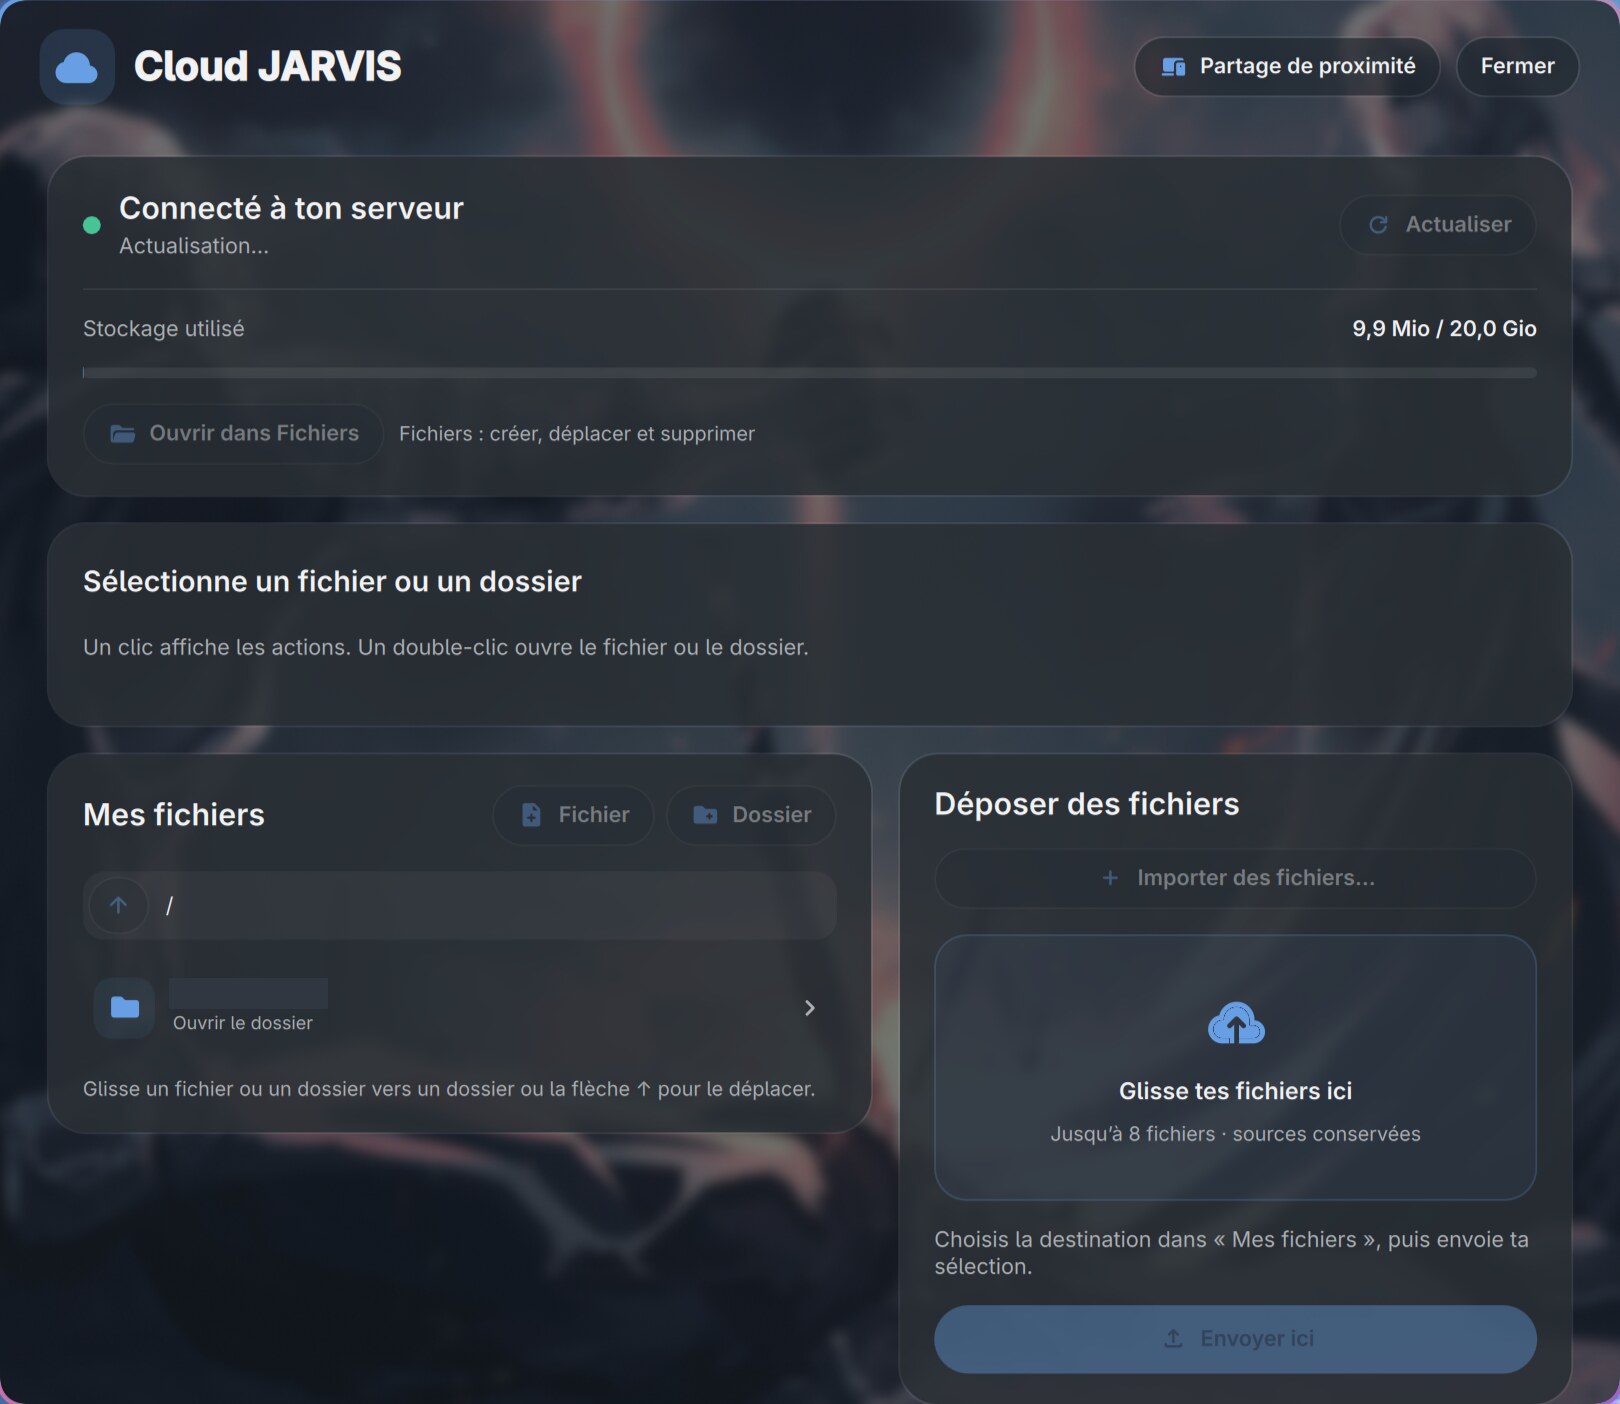 Cloud JARVIS
Partage de proximité
Fermer
Connecté à ton serveur
Actualisation...
Actualiser
Stockage utilisé
9,9 Mio / 20,0 Gio
Ouvrir dans Fichiers
Fichiers : créer, déplacer et supprimer
Sélectionne un fichier ou un dossier
Un clic affiche les actions. Un double-clic ouvre le fichier ou le dossier.
Mes fichiers
Fichier
Dossier
/
Ouvrir le dossier
Glisse un fichier ou un dossier vers un dossier ou la flèche ↑ pour le déplacer.
Déposer des fichiers
Importer des fichiers...
Glisse tes fichiers ici
Jusqu’à 8 fichiers · sources conservées
Choisis la destination dans « Mes fichiers », puis envoie ta
sélection.
Envoyer ici